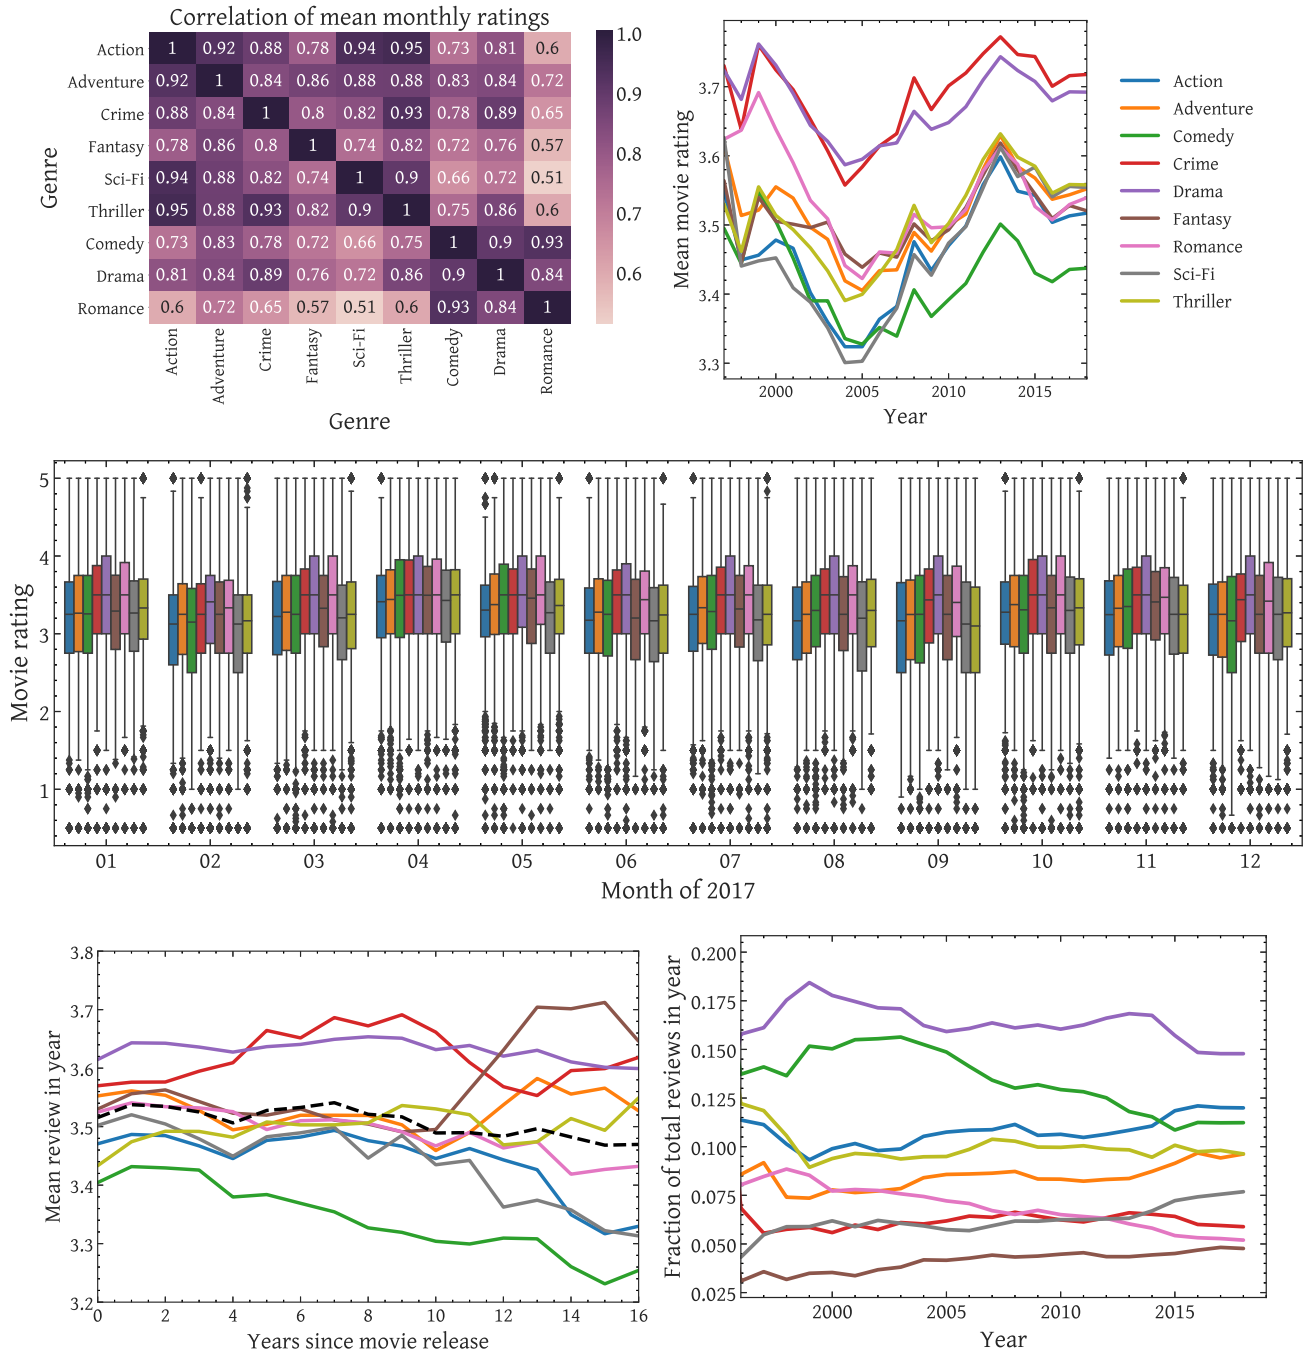 Correlation of mean monthly ratings
Genre
Action 1 0.92 0.88 0.78 0.94 0.95 0.73 0.81 0.6
Adventure 0.92 1 0.84 0.86 0.88 0.88 0.83 0.84 0.72
Crime 0.88 0.84 1 0.8 0.82 0.93 0.78 0.89 0.65
Fantasy 0.78 0.86 0.8 1 0.74 0.82 0.72 0.76 0.57
Sci-Fi 0.94 0.88 0.82 0.74 1 0.9 0.66 0.72 0.51
Thriller 0.95 0.88 0.93 0.82 0.9 1 0.75 0.86 0.6
Comedy 0.73 0.83 0.78 0.72 0.66 0.75 1 0.9 0.93
Drama 0.81 0.84 0.89 0.76 0.72 0.86 0.9 1 0.84
Romance 0.6 0.72 0.65 0.57 0.51 0.6 0.93 0.84 1
Action Adventure Crime Fantasy Sci-Fi Thriller Comedy Drama Romance
Genre
1.0
0.9
0.8
0.7
0.6
Mean movie rating
3.7
3.6
3.5
3.4
3.3
2000 2005 2010 2015
Year
Action
Adventure
Comedy
Crime
Drama
Fantasy
Romance
Sci-Fi
Thriller
Movie rating
5
4
3
2
1
01 02 03 04 05 06 07 08 09 10 11 12
Month of 2017
Mean review in year
3.8
3.7
3.6
3.5
3.4
3.3
3.2
0 2 4 6 8 10 12 14 16
Years since movie release
Fraction of total reviews in year
0.200
0.175
0.150
0.125
0.100
0.075
0.050
0.025
2000 2005 2010 2015
Year